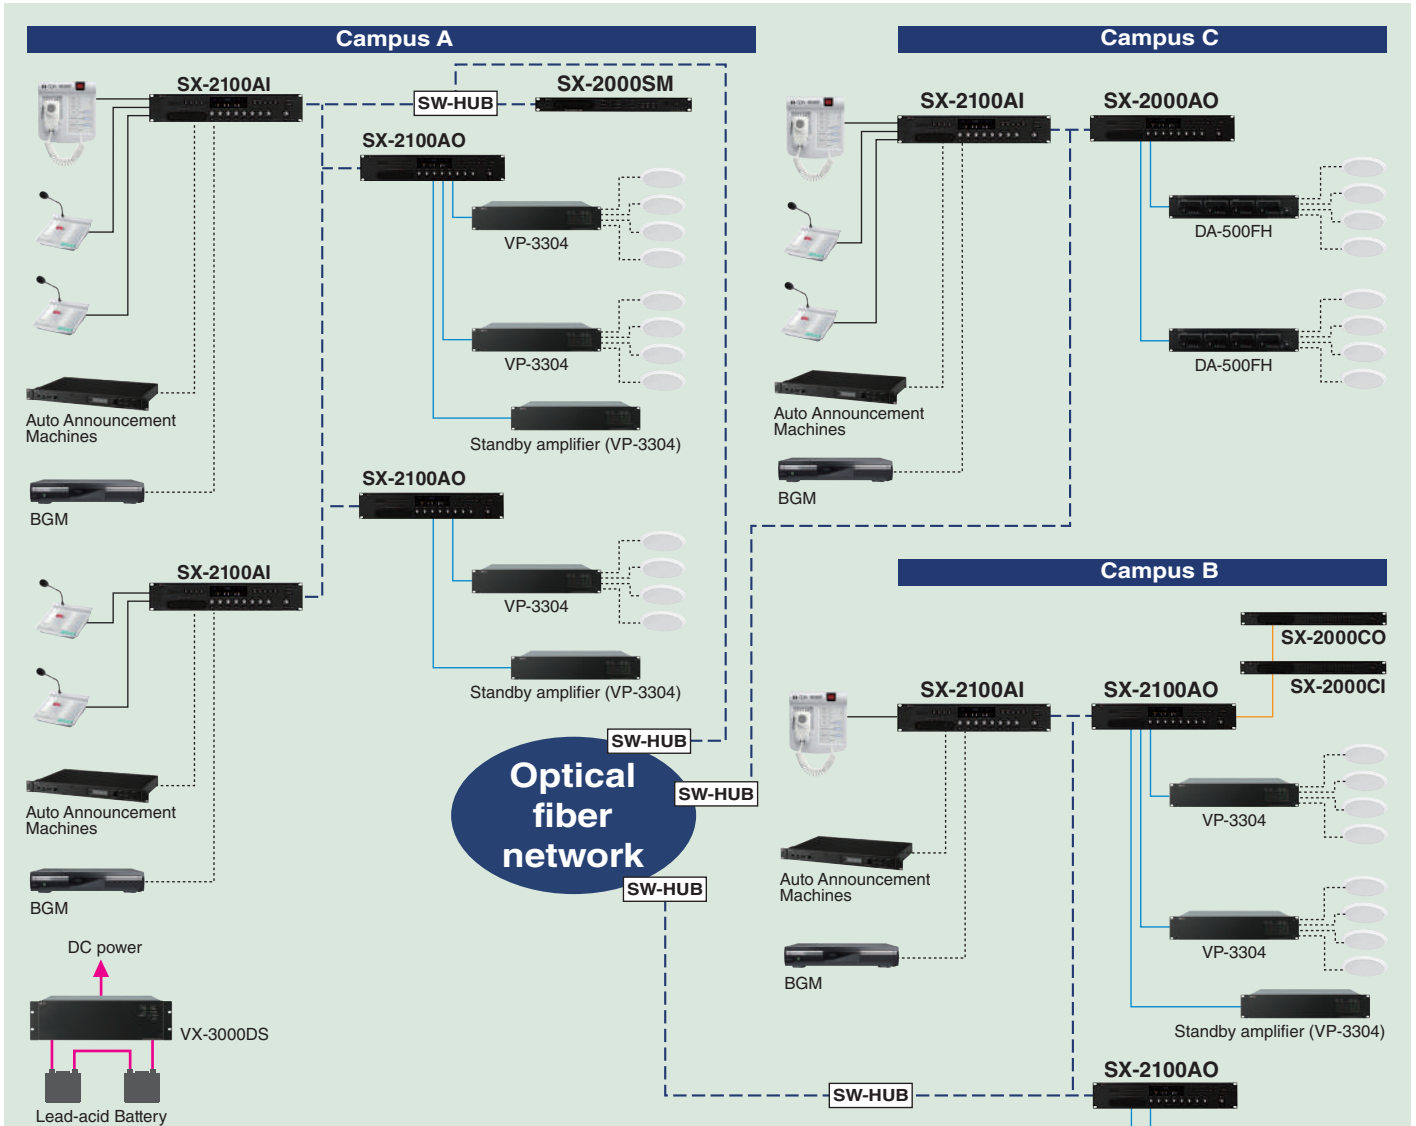 Campus A
SX-2100AI
SW-HUB
SX-2000SM
SX-2100AO
VP-3304
VP-3304
Auto Announcement
Machines
Standby amplifier (VP-3304)
BGM
SX-2100AO
SX-2100AI
VP-3304
Standby amplifier (VP-3304)
Auto Announcement
Machines
BGM
DC power
VX-3000DS
Lead-acid Battery
SW-HUB
Optical
fiber
network
SW-HUB
SW-HUB
SW-HUB
Campus C
SX-2100AI
SX-2000AO
DA-500FH
DA-500FH
Auto Announcement
Machines
BGM
Campus B
SX-2000CO
SX-2000CI
SX-2100AI
SX-2100AO
VP-3304
Auto Announcement
Machines
VP-3304
BGM
Standby amplifier (VP-3304)
SX-2100AO